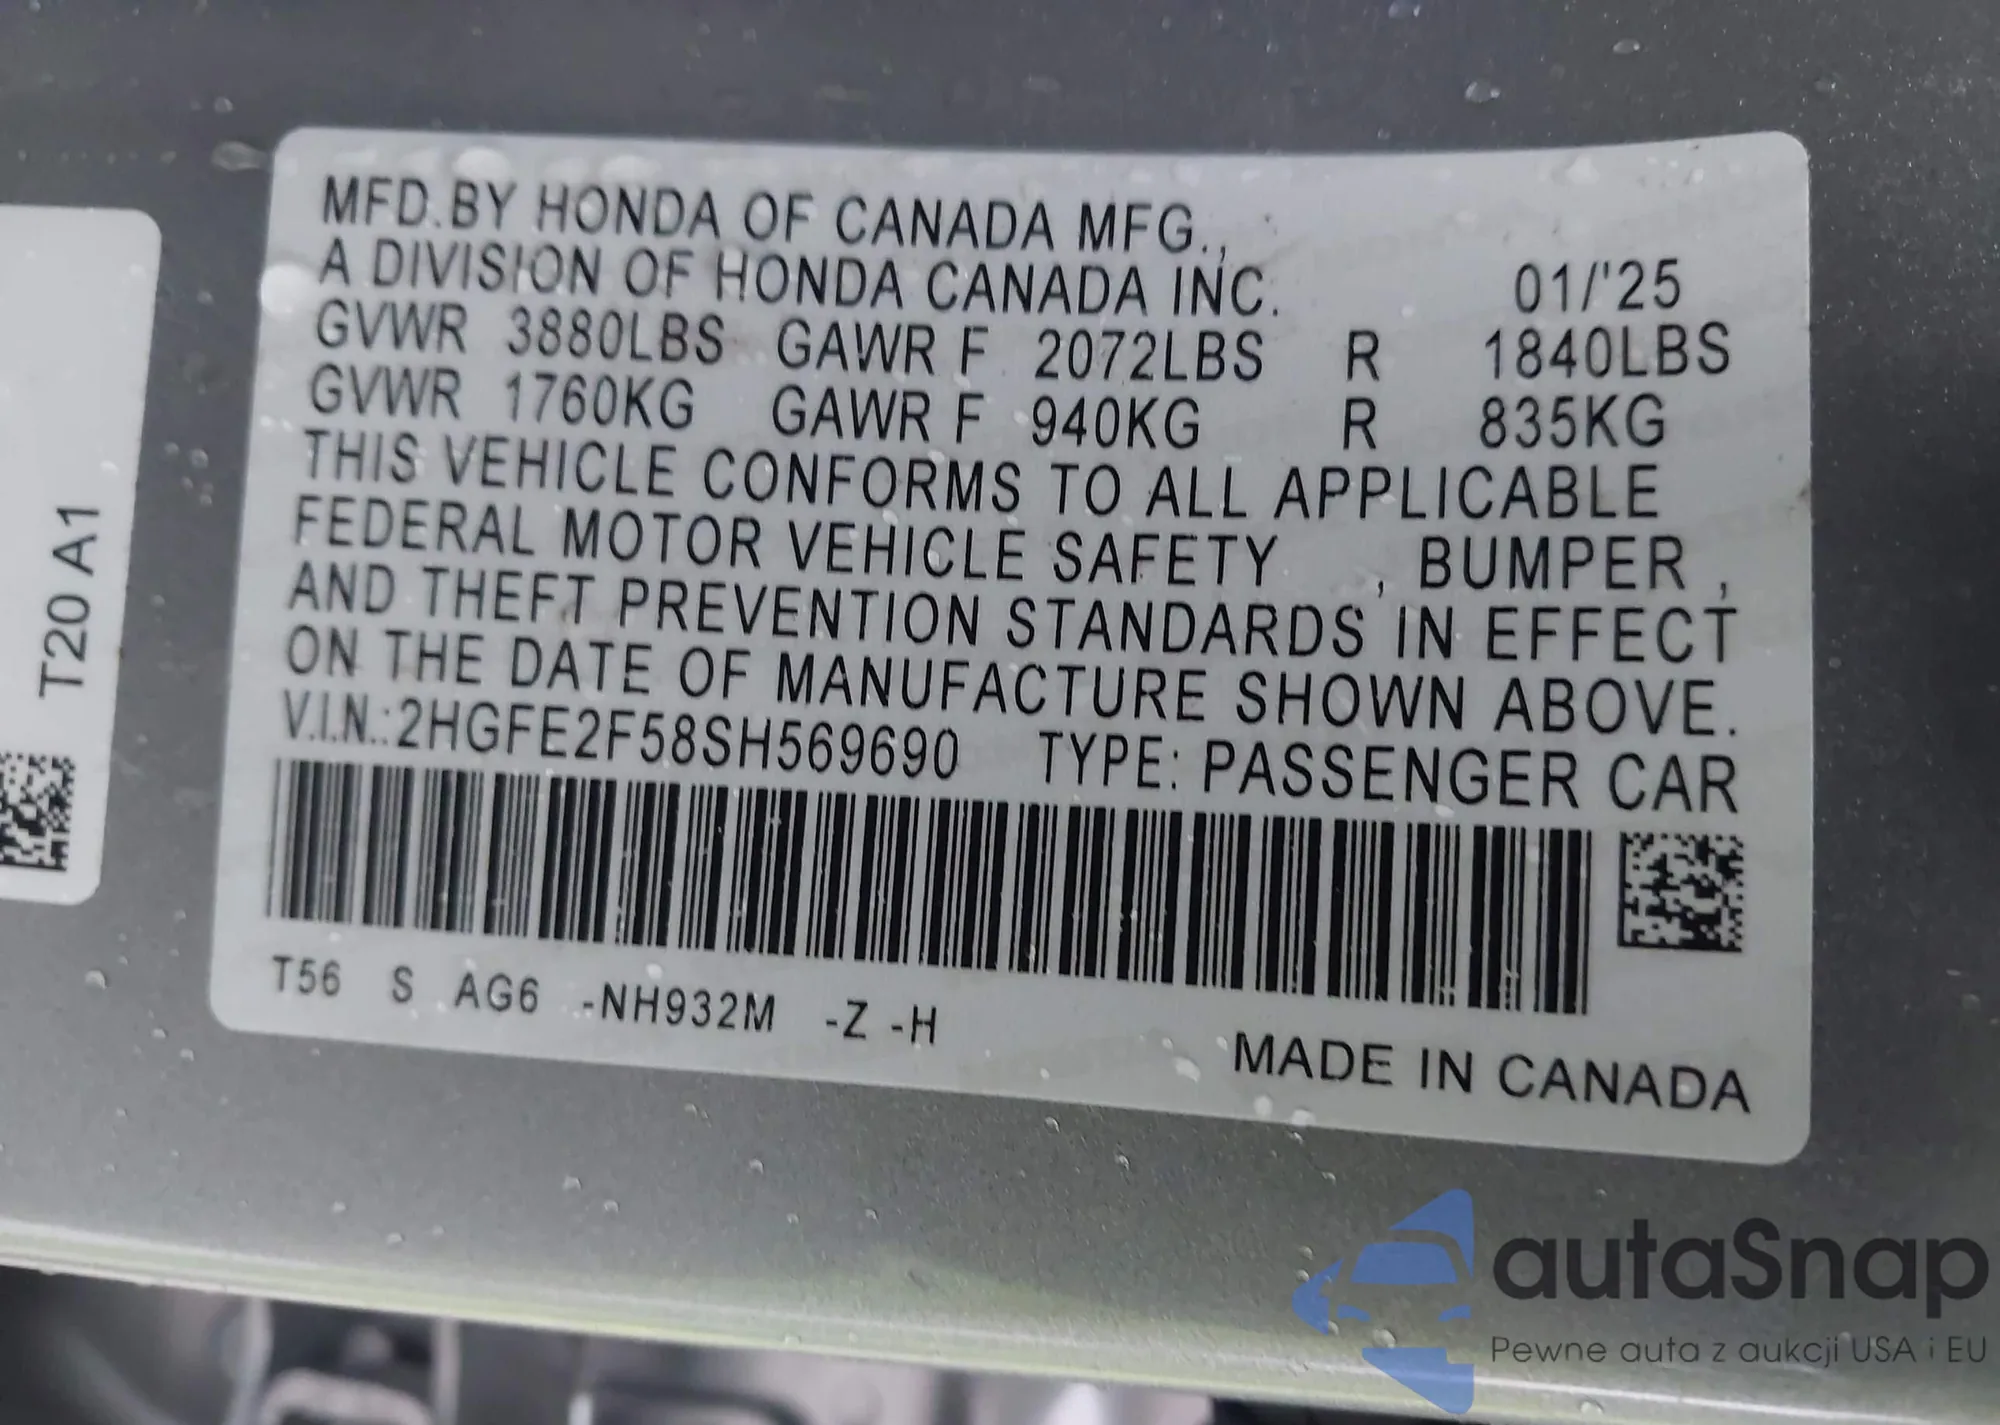 MFD.BY HONDA OF CANADA MFG.,
A DIVISION OF HONDA CANADA INC. 01/'25
GVWR 3880LBS GAWR F 2072LBS R 1840LBS
GVWR 1760KG GAWR F 940KG R 835KG
THIS VEHICLE CONFORMS TO ALL APPLICABLE
FEDERAL MOTOR VEHICLE SAFETY , BUMPER ,
AND THEFT PREVENTION STANDARDS IN EFFECT
ON THE DATE OF MANUFACTURE SHOWN ABOVE.
V.I.N.:2HGFE2F58SH569690 TYPE: PASSENGER CAR
T56 S AG6 -NH932M -Z -H
MADE IN CANADA
T20 A1
autaSnap
Pewne auta z aukcji USA i EU